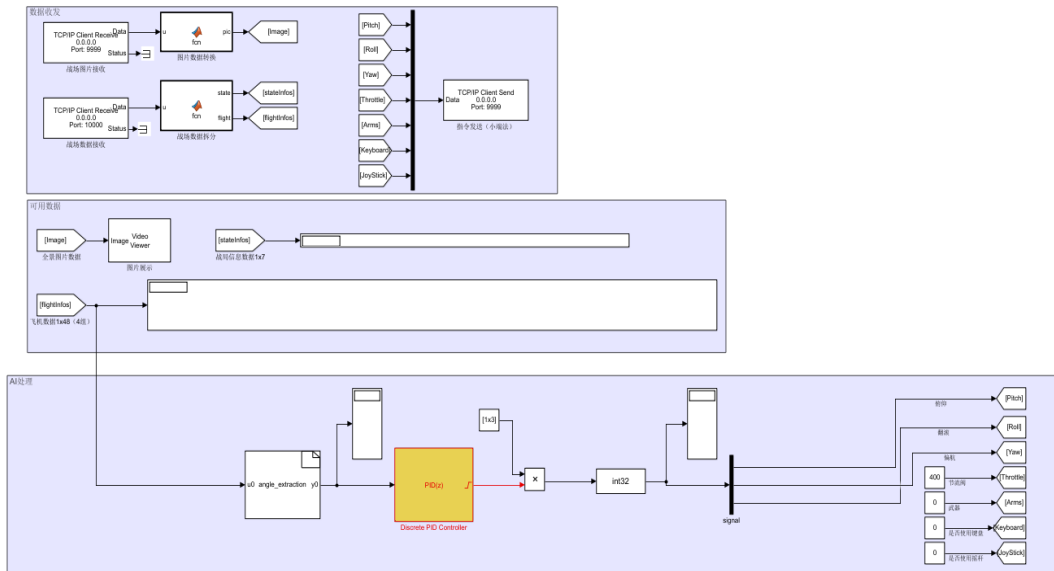 数据收发
TCP/IP Client Receive
0.0.0.0
Port: 9999
Data
Status
战场图片接收
u
fcn
pic
图片数据转换
[Image]
TCP/IP Client Receive
0.0.0.0
Port: 10000
Data
Status
战场数据接收
u
fcn
state
flight
战场数据拆分
[stateInfos]
[flightInfos]
[Pitch]
[Roll]
[Yaw]
[Throttle]
[Arms]
[Keyboard]
[JoyStick]
Data
TCP/IP Client Send
0.0.0.0
Port: 9999
指令发送（小端法）
可用数据
[Image]
全景图片数据
Image
Video
Viewer
图片展示
[stateInfos]
战局信息数据1x7
[flightInfos]
飞机数据1x48（4组）
AI处理
u0 angle_extraction y0
PID(z)
Discrete PID Controller
[1x3]
×
int32
signal
俯仰
[Pitch]
翻滚
[Roll]
偏航
[Yaw]
400
节流阀
[Throttle]
0
武器
[Arms]
0
是否使用键盘
[Keyboard]
0
是否使用摇杆
[JoyStick]